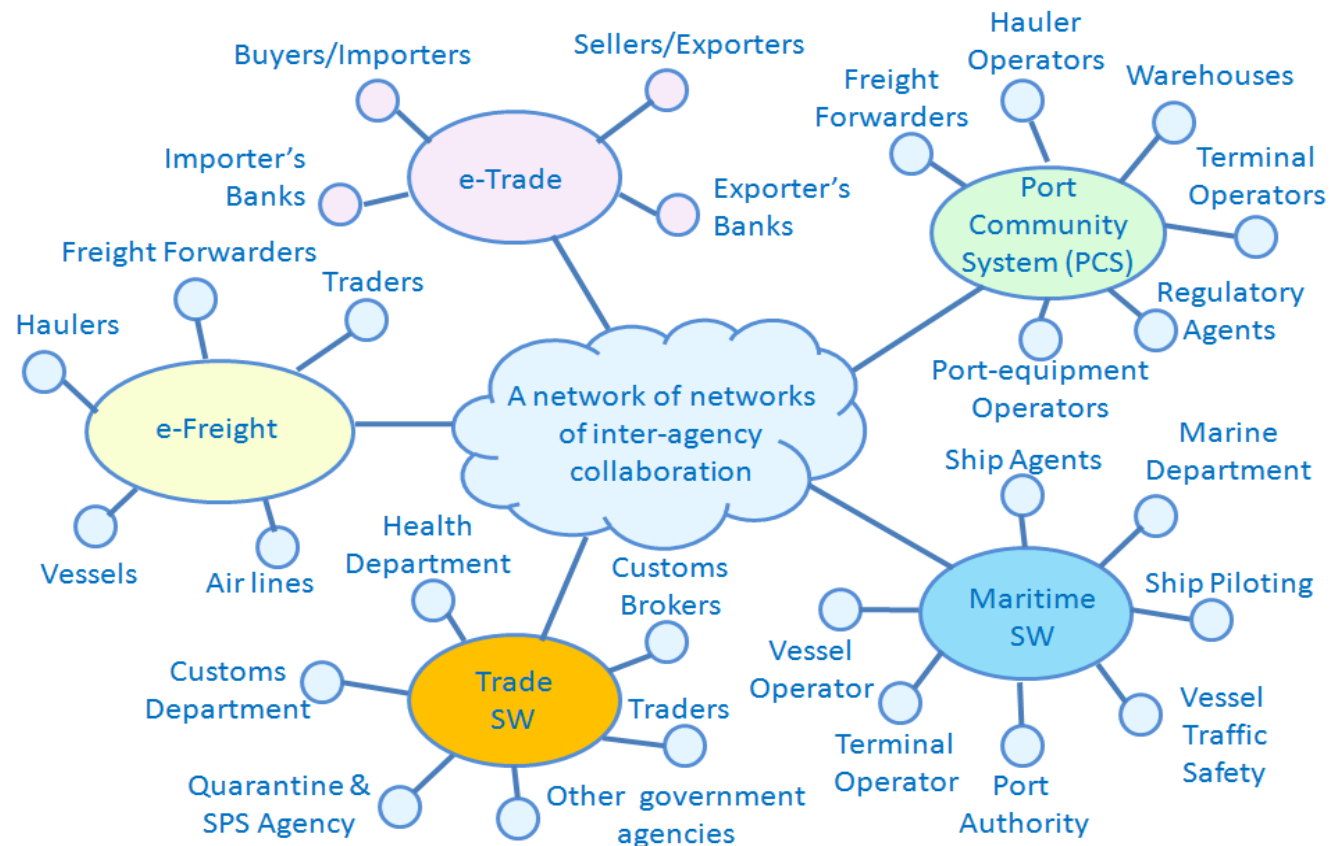 Buyers/Importers
Sellers/Exporters
Importer's
Banks
e-Trade
Exporter's
Banks
Hauler
Operators
Freight
Forwarders
Warehouses
Terminal
Operators
Port
Community
System (PCS)
Regulatory
Agents
Port-equipment
Operators
Freight Forwarders
Traders
Haulers
e-Freight
Vessels
Air lines
A network of networks
of inter-agency
collaboration
Ship Agents
Marine
Department
Ship Piloting
Maritime
SW
Vessel
Operator
Terminal
Operator
Port
Authority
Vessel
Traffic
Safety
Health
Department
Customs
Brokers
Customs
Department
Trade
SW
Traders
Quarantine &
SPS Agency
Other government
agencies